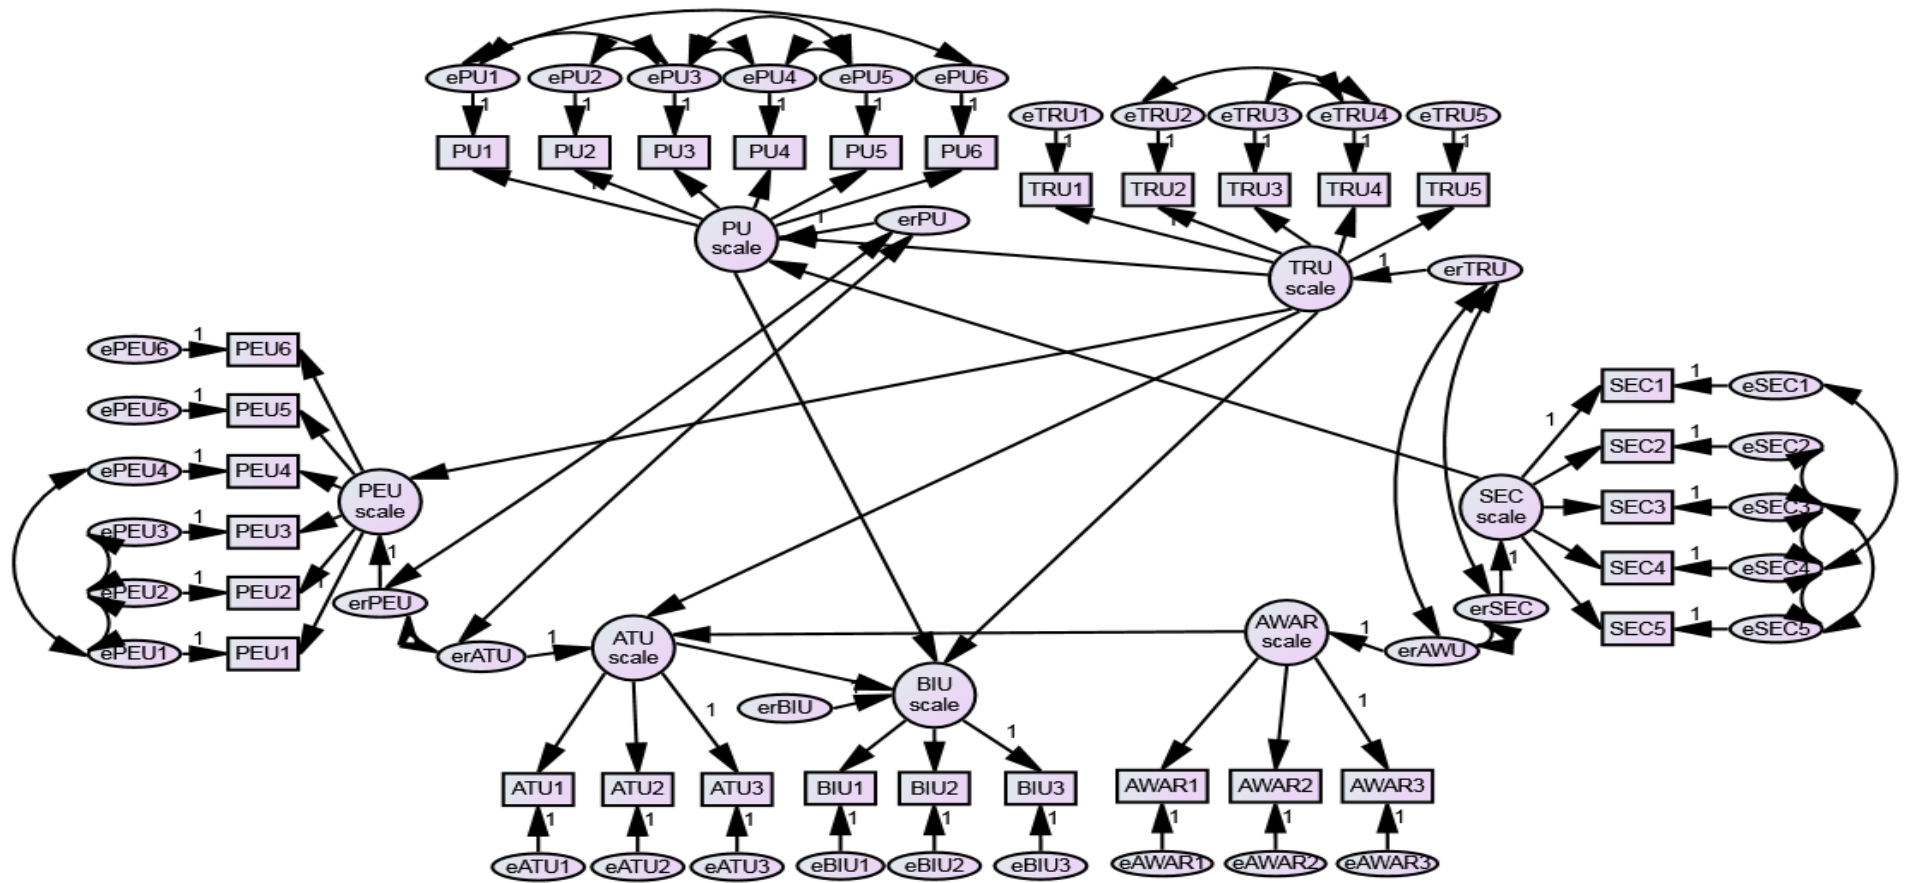 ePU1 ePU2 ePU3 ePU4 ePU5 ePU6
1 1 1 1 1 1
PU1 PU2 PU3 PU4 PU5 PU6
eTRU1 eTRU2 eTRU3 eTRU4 eTRU5
1 1 1 1 1
TRU1 TRU2 TRU3 TRU4 TRU5
1
PU
scale
1
erPU
1
TRU
scale
1
erTRU
ePEU6 1 PEU6
ePEU5 1 PEU5
ePEU4 1 PEU4
ePEU3 1 PEU3
ePEU2 1 PEU2
ePEU1 1 PEU1
1
PEU
scale
1
erPEU
SEC1 1 eSEC1
SEC2 1 eSEC2
SEC3 1 eSEC3
SEC4 1 eSEC4
SEC5 1 eSEC5
1
SEC
scale
1
erSEC
erATU
1
ATU
scale
AWAR
scale
1
erAWU
erBIU
1
BIU
scale
1
1
1
ATU1 ATU2 ATU3
1 1 1
eATU1 eATU2 eATU3
BIU1 BIU2 BIU3
1 1 1
eBIU1 eBIU2 eBIU3
AWAR1 AWAR2 AWAR3
1 1 1
eAWAR1 eAWAR2 eAWAR3